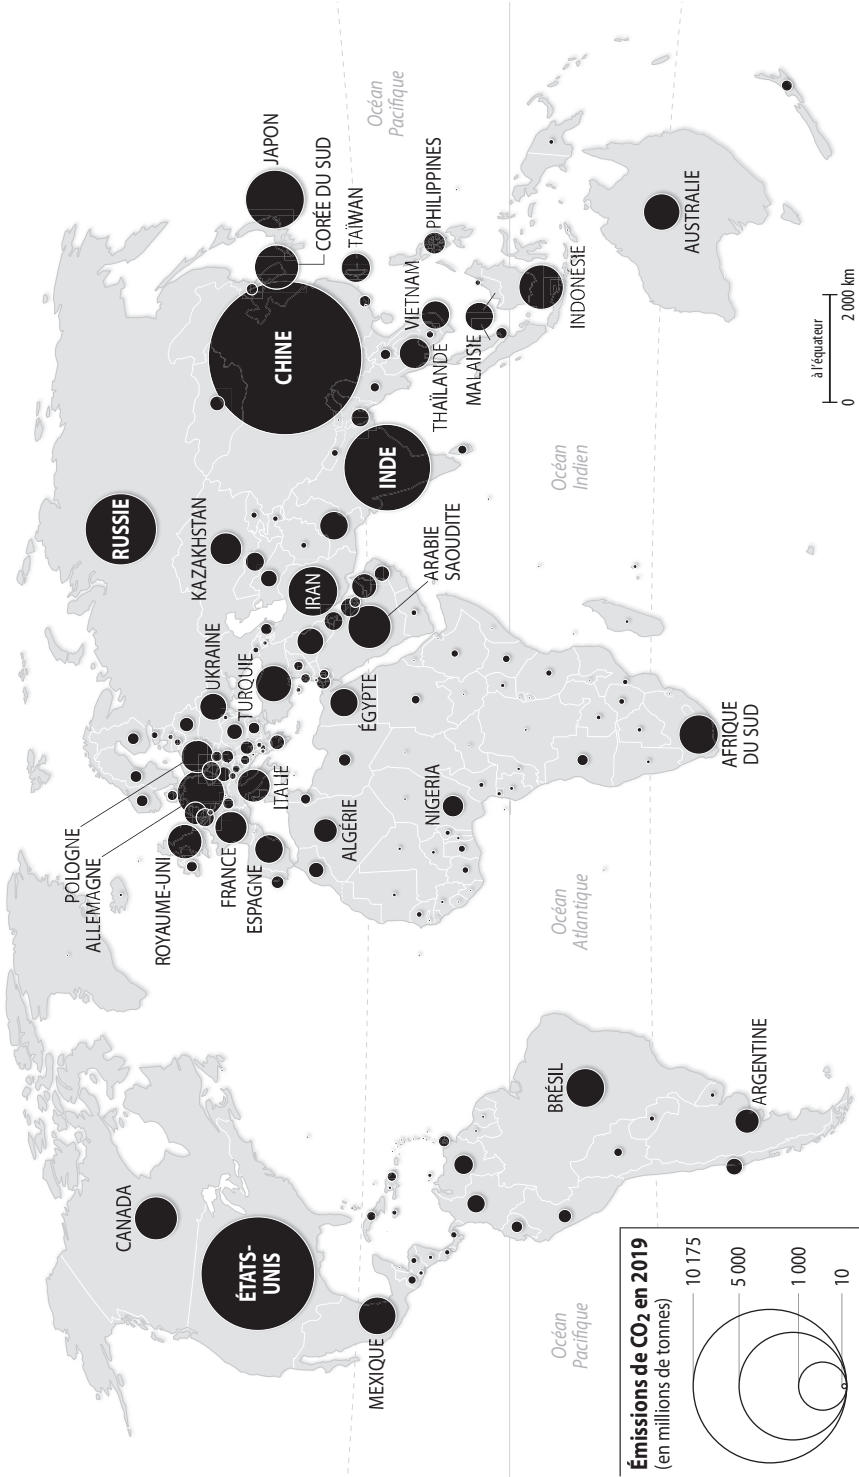 CANADA
ÉTATS-
UNIS
MEXIQUE
BRÉSIL
ARGENTINE
POLOGNE
ALLEMAGNE
ROYAUME-UNI
FRANCE
ESPAGNE
ITALIE
UKRAINE
TURQUIE
ALGÉRIE
ÉGYPTE
NIGERIA
AFRIQUE
DU SUD
RUSSIE
KAZAKHSTAN
IRAN
ARABIE
SAOUDITE
INDE
CHINE
JAPON
CORÉE DU SUD
TAÏWAN
PHILIPPINES
VIETNAM
THAÏLANDE
MALAISIE
INDONÉSIE
AUSTRALIE
Océan
Pacifique
Océan
Atlantique
Océan
Indien
Océan
Pacifique
Émissions de CO₂ en 2019
(en millions de tonnes)
10 175
5 000
1 000
10
à l'équateur
0 2 000 km